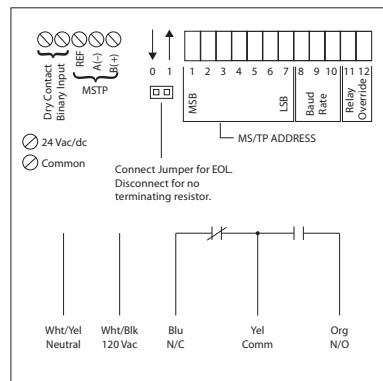 Dry Contact
Binary Input
REF
A(–)
B(+)
MSTP
0 1
1 2 3 4 5 6 7 8 9 10 11 12
MSB
LSB
Baud
Rate
Relay
Override
MS/TP ADDRESS
24 Vac/dc
Common
Connect Jumper for EOL.
Disconnect for no
terminating resistor.
Wht/Yel
Neutral
Wht/Blk
120 Vac
Blu
N/C
Yel
Comm
Org
N/O